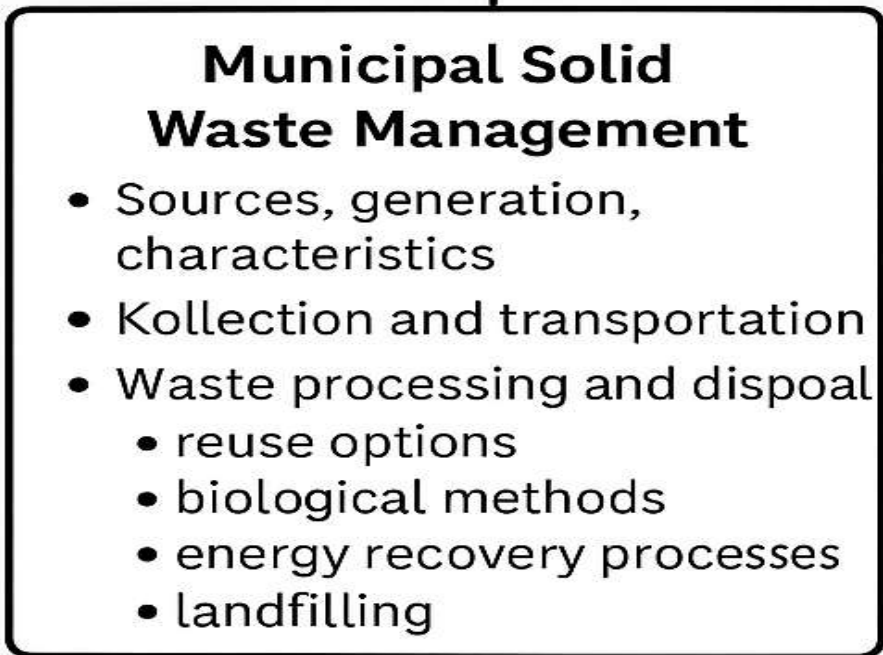 Municipal Solid
Waste Management
• Sources, generation,
characteristics
• Kollection and transportation
• Waste processing and dispoal
• reuse options
• biological methods
• energy recovery processes
• landfilling